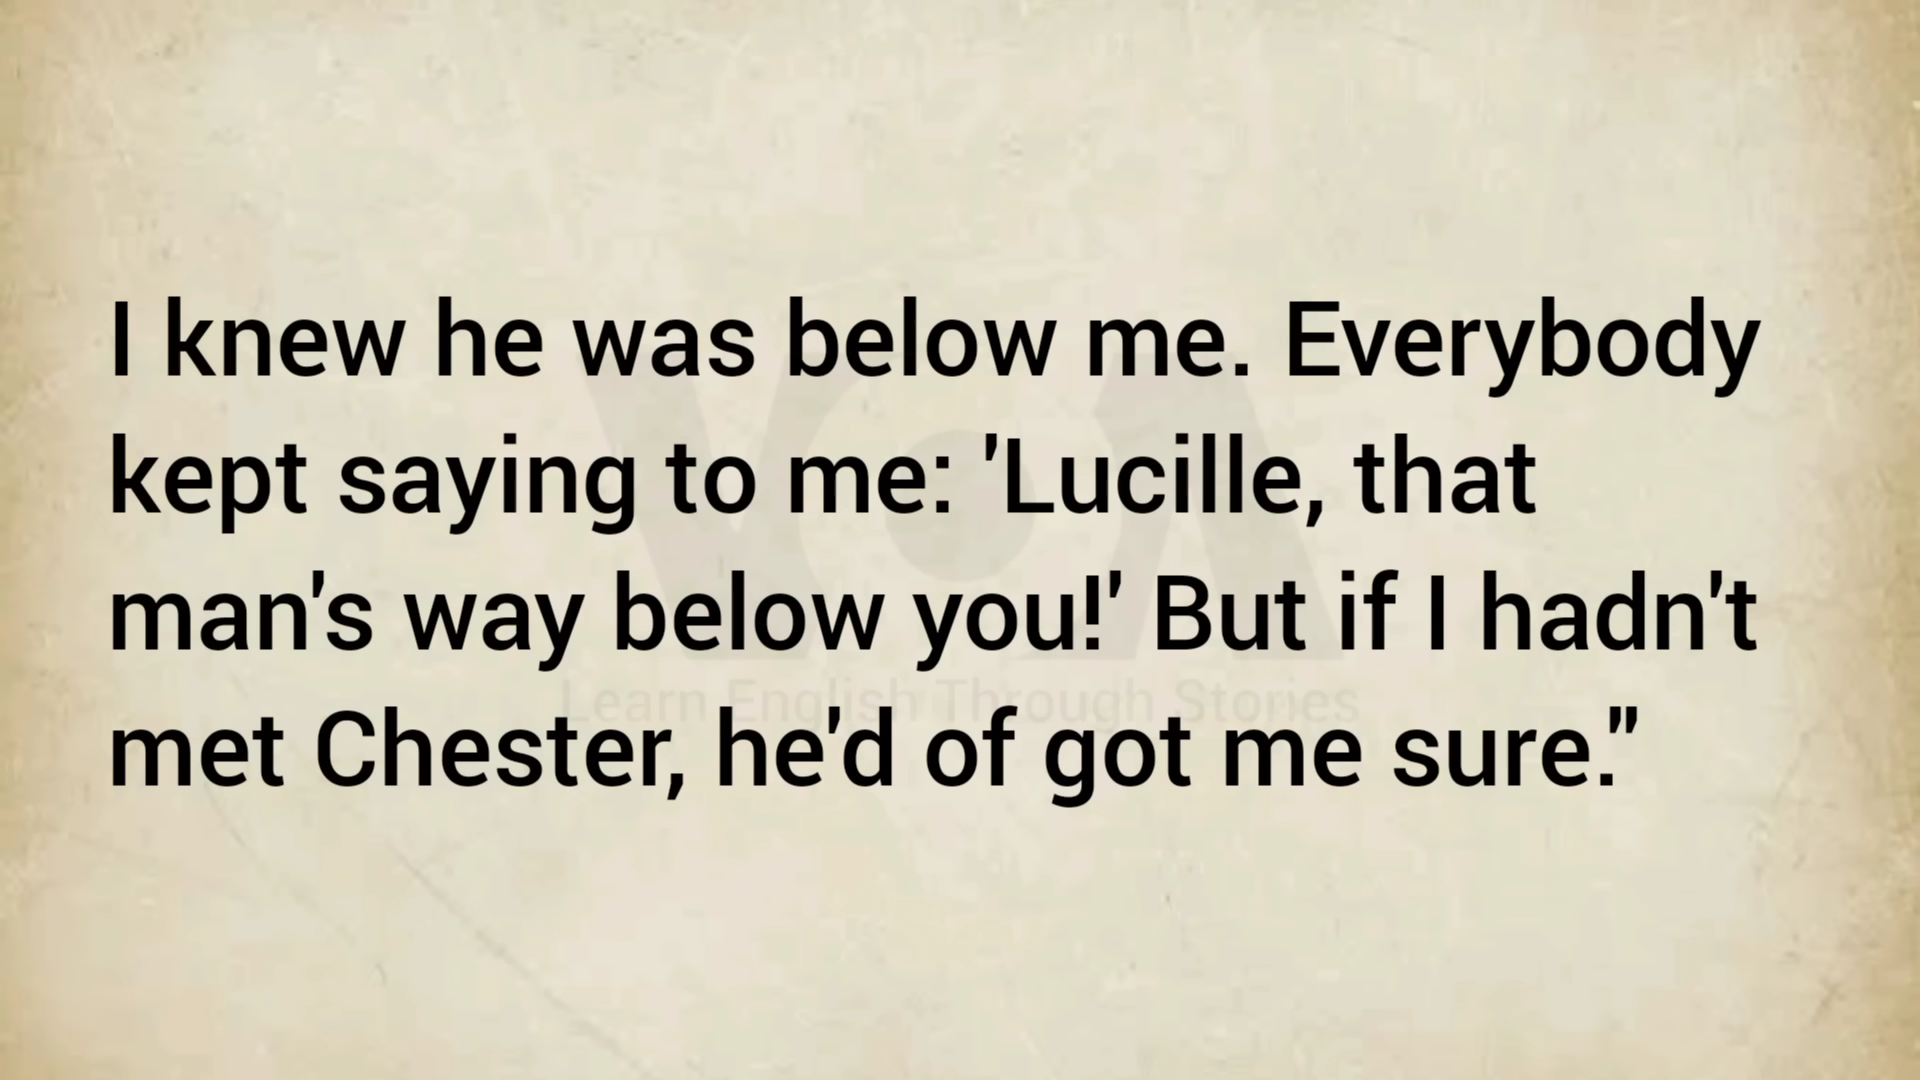 I knew he was below me. Everybody
kept saying to me: 'Lucille, that
man's way below you!' But if I hadn't
met Chester, he'd of got me sure."
VOA
Learn English Through Stories